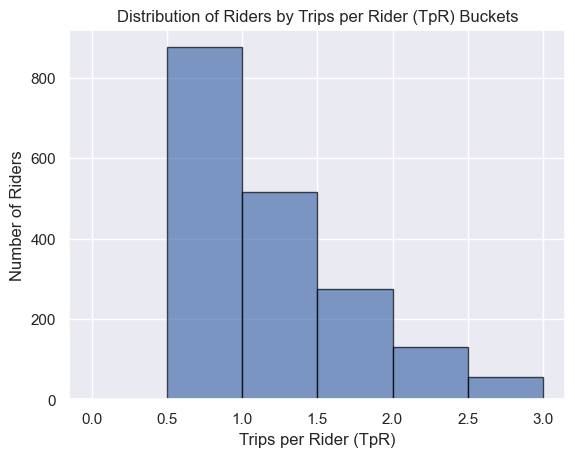 Distribution of Riders by Trips per Rider (TpR) Buckets
Number of Riders
800
600
400
200
0
0.0 0.5 1.0 1.5 2.0 2.5 3.0
Trips per Rider (TpR)